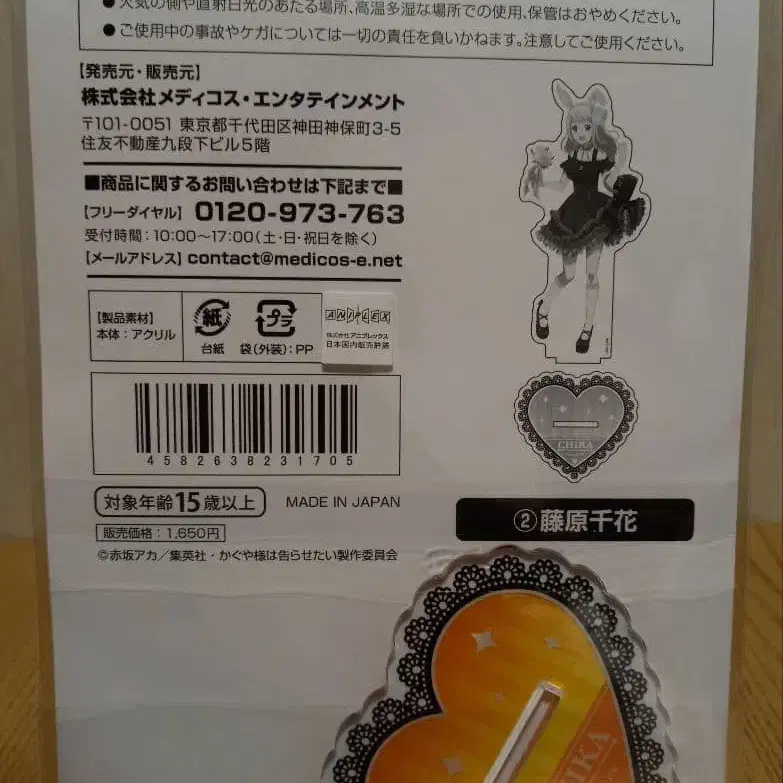 ●火気の側や直射日光のあたる場所、高温多湿な場所での使用、保管はおやめください。
●ご使用中の事故やケガについては一切の責任を負いかねます。注意してご使用ください。
【発売元・販売元】
株式会社メディコス・エンタテインメント
〒101-0051 東京都千代田区神田神保町3-5
住友不動産九段下ビル5階
■商品に関するお問い合わせは下記まで■
【フリーダイヤル】 0120-973-763
受付時間：10:00～17:00(土・日・祝日を除く)
【メールアドレス】contact@medicos-e.net
【製品素材】
本体：アクリル
紙
台紙
プラ
袋(外装)：PP
ANIPLEX
株式会社アニプレックス
日本国内販売許諾
4582638231705
対象年齢15歳以上
MADE IN JAPAN
販売価格：1,650円
©赤坂アカ／集英社・かぐや様は告らせたい製作委員会
CHIKA
②藤原千花
CHIKA